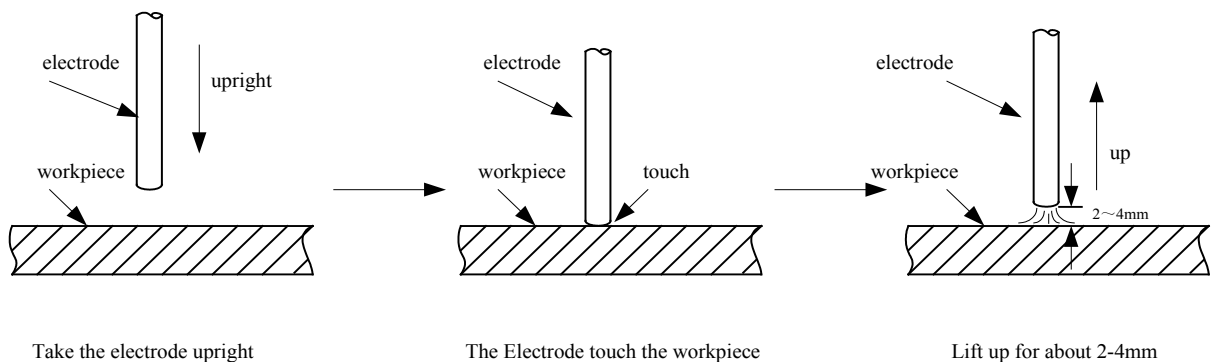 electrode
upright
workpiece
Take the electrode upright
electrode
workpiece
touch
The Electrode touch the workpiece
electrode
up
workpiece
2～4mm
Lift up for about 2-4mm